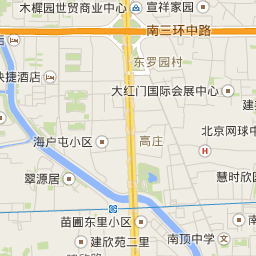 木樨园世贸商业中心
宣祥家园
南三环中路
东罗园村
快捷酒店
大红门国际会展中心
建
海户屯小区
高庄
北京网球中
H
翠源居
慧时欣园
苗圃东里小区
建欣苑二里
南顶中学
文